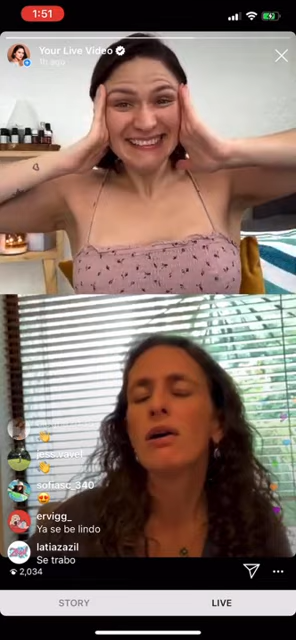 1:51
Your Live Video
1h ago
jess.vavel
sofiasc_340
ervigg_
Ya se be lindo
latiazazil
Se trabo
2,034
STORY
LIVE